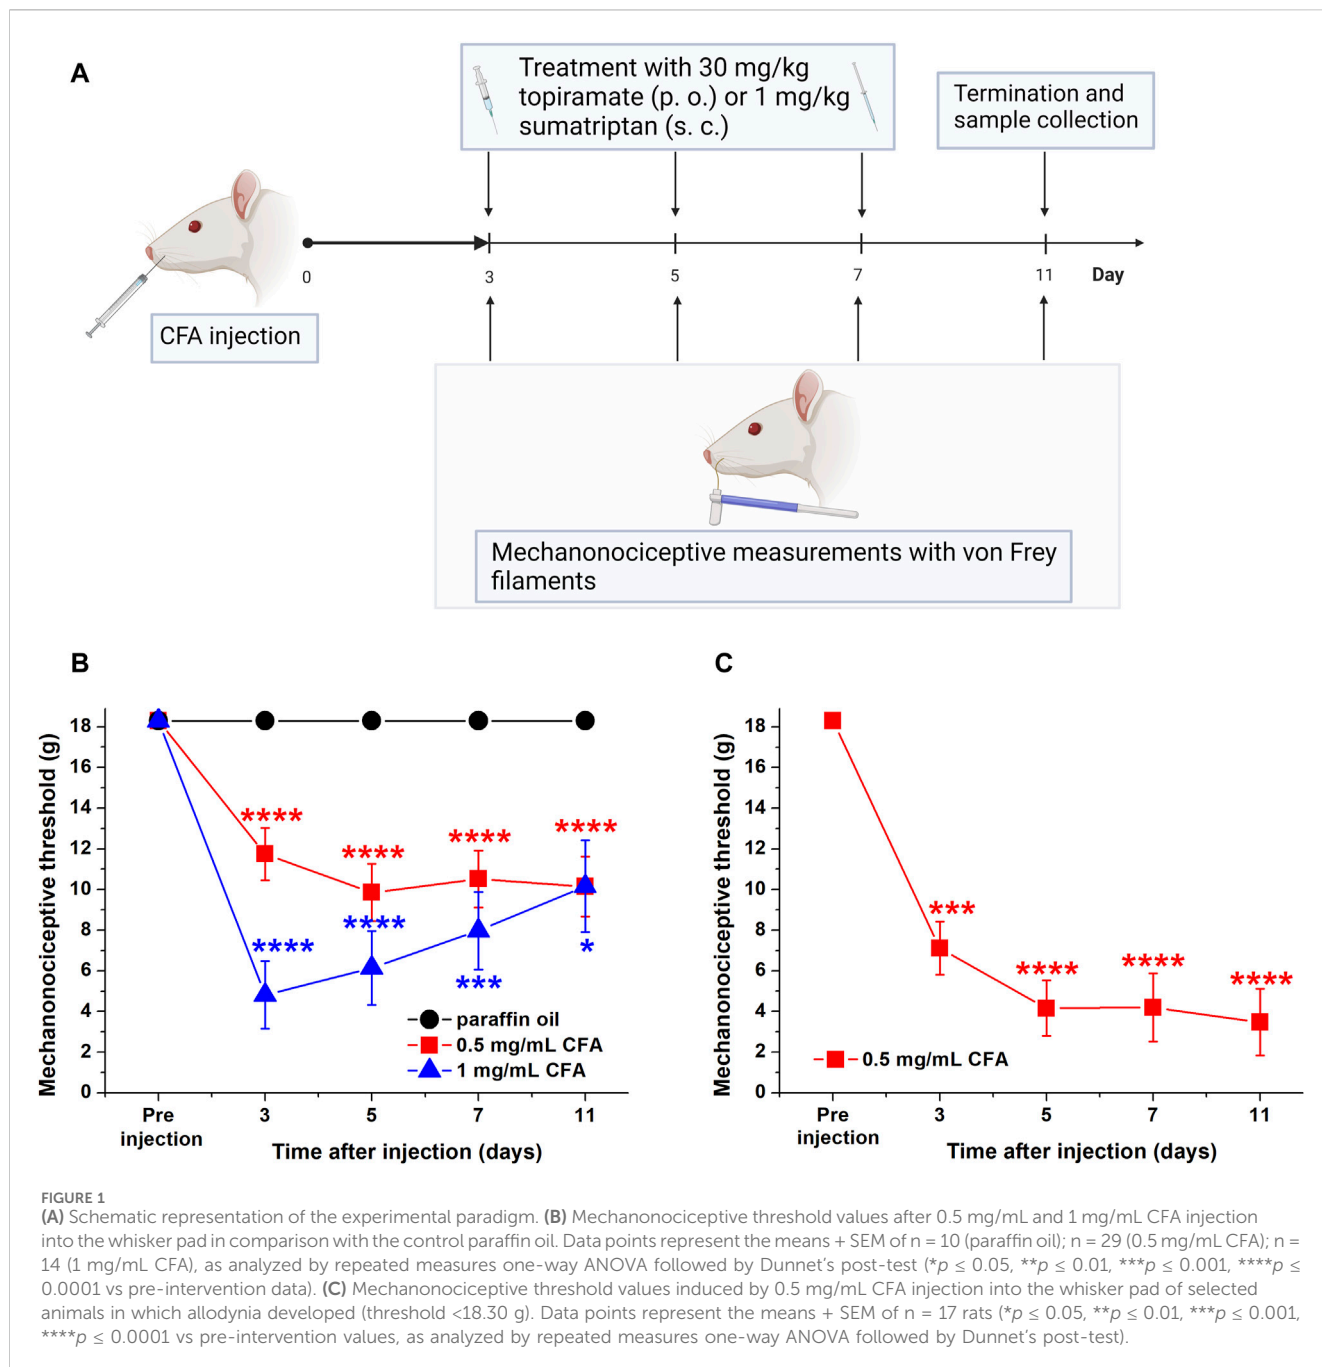 A
Treatment with 30 mg/kg
topiramate (p. o.) or 1 mg/kg
sumatriptan (s. c.)
Termination and
sample collection
0
3
5
7
11
Day
CFA injection
Mechanonociceptive measurements with von Frey
filaments
B
Mechanonociceptive threshold (g)
18
16
14
12
10
8
6
4
2
0
****
****
****
****
****
****
***
*
paraffin oil
0.5 mg/mL CFA
1 mg/mL CFA
Pre
injection
3
5
7
11
Time after injection (days)
C
Mechanonociceptive threshold (g)
18
16
14
12
10
8
6
4
2
0
***
****
****
****
0.5 mg/mL CFA
Pre
injection
3
5
7
11
Time after injection (days)
FIGURE 1
(A) Schematic representation of the experimental paradigm. (B) Mechanonociceptive threshold values after 0.5 mg/mL and 1 mg/mL CFA injection
into the whisker pad in comparison with the control paraffin oil. Data points represent the means + SEM of n = 10 (paraffin oil); n = 29 (0.5 mg/mL CFA); n =
14 (1 mg/mL CFA), as analyzed by repeated measures one-way ANOVA followed by Dunnet's post-test (*p ≤ 0.05, **p ≤ 0.01, ***p ≤ 0.001, ****p ≤
0.0001 vs pre-intervention data). (C) Mechanonociceptive threshold values induced by 0.5 mg/mL CFA injection into the whisker pad of selected
animals in which allodynia developed (threshold <18.30 g). Data points represent the means + SEM of n = 17 rats (*p ≤ 0.05, **p ≤ 0.01, ***p ≤ 0.001,
****p ≤ 0.0001 vs pre-intervention values, as analyzed by repeated measures one-way ANOVA followed by Dunnet's post-test).